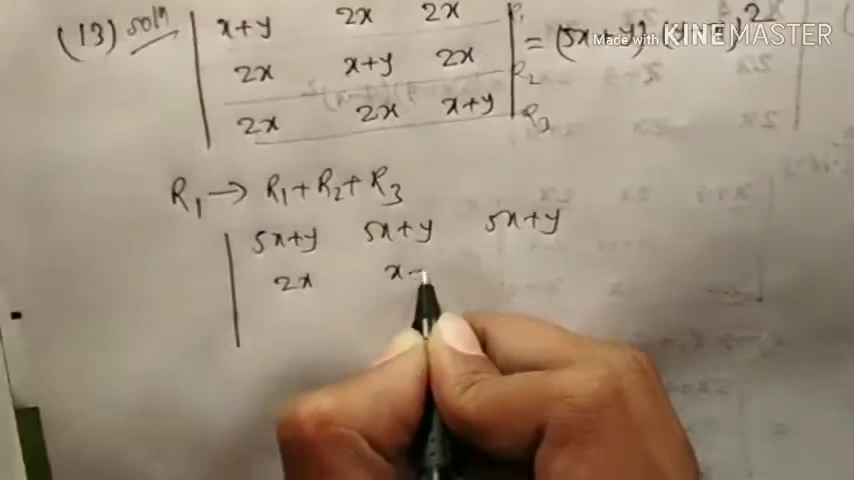 (13) soln
x+y 2x 2x R1 = (5x+y)
2x x+y 2x R2
2x 2x x+y R3
Made with KINEMASTER
R1 → R1+R2+R3
5x+y 5x+y 5x+y
2x x